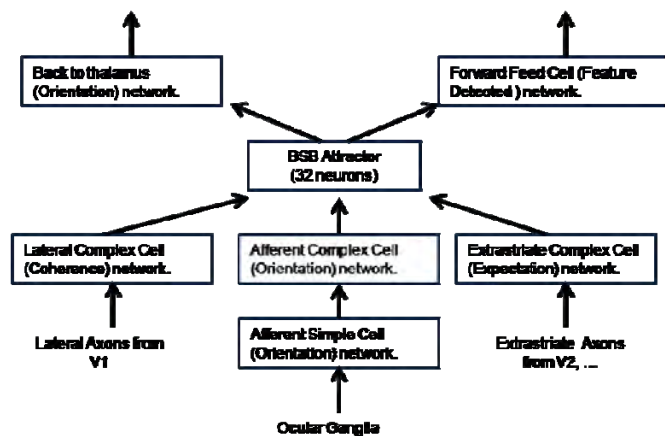 Back to thalamus
(Orientation) network.
Forward Feed Cell (Feature
Detected ) network.
BSB Attractor
(32 neurons)
Lateral Complex Cell
(Coherence) network.
Afferent Complex Cell
(Orientation) network.
Extrastriate Complex Cell
(Expectation) network.
Lateral Axons from
V1
Afferent Simple Cell
(Orientation) network.
Extrastriate Axons
from V2, ...
Ocular Ganglia